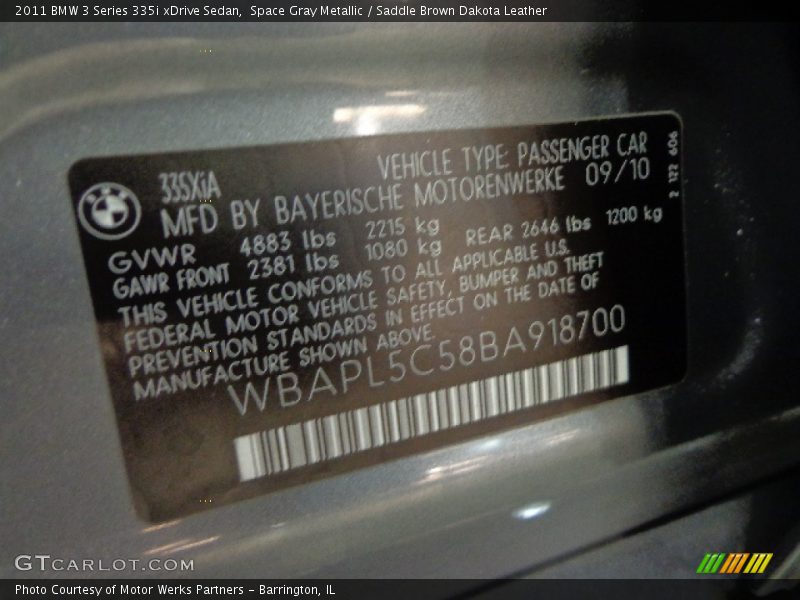 2011 BMW 3 Series 335i xDrive Sedan, Space Gray Metallic / Saddle Brown Dakota Leather
335XiA VEHICLE TYPE PASSENGER CAR
MFD BY BAYERISCHE MOTORENWERKE 09/10
GVWR 4883 lbs 2215 kg
GAWR FRONT 2381 lbs 1080 kg REAR 2646 lbs 1200 kg
THIS VEHICLE CONFORMS TO ALL APPLICABLE U.S.
FEDERAL MOTOR VEHICLE SAFETY, BUMPER AND THEFT
PREVENTION STANDARDS IN EFFECT ON THE DATE OF
MANUFACTURE SHOWN ABOVE.
WBAPL5C58BA918700
2 122 606
GTCARLOT.COM
Photo Courtesy of Motor Werks Partners - Barrington, IL